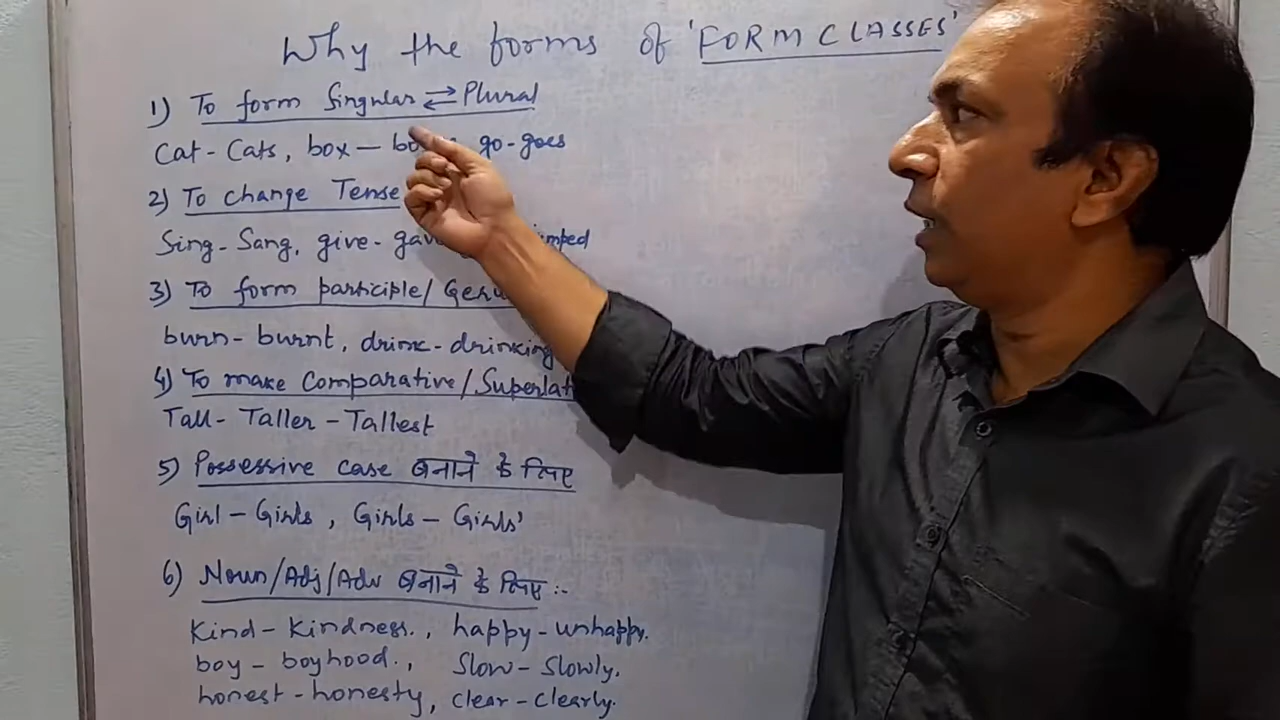 Why the forms of 'FORM CLASSES'
1) To form Singular ⇄ Plural
Cat - Cats, box — go - goes
2) To change Tense
Sing - Sang, give -
3) To form participle/
burn - burnt, drink - drinking
4) To make Comparative/
Tall - Taller - Tallest
5) Possessive case बनाने के लिए
Girl - Girls, Girls - Girls'
6) Noun/Adj/Adv बनाने के लिए :-
Kind - Kindness., happy - unhappy.
boy - boyhood., Slow - Slowly,
honest - honesty, clear - clearly.